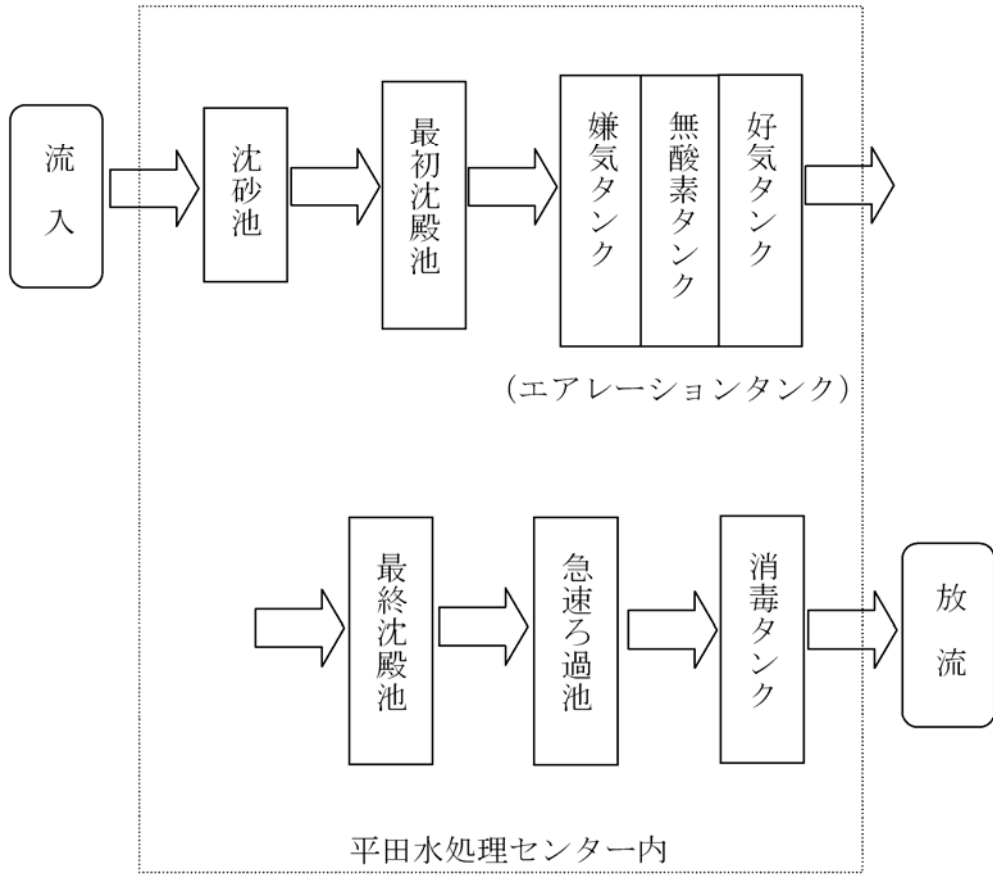 流入
沈砂池
最初沈殿池
嫌気タンク
無酸素タンク
好気タンク
(エアレーションタンク)
最終沈殿池
急速ろ過池
消毒タンク
放流
平田水処理センター内